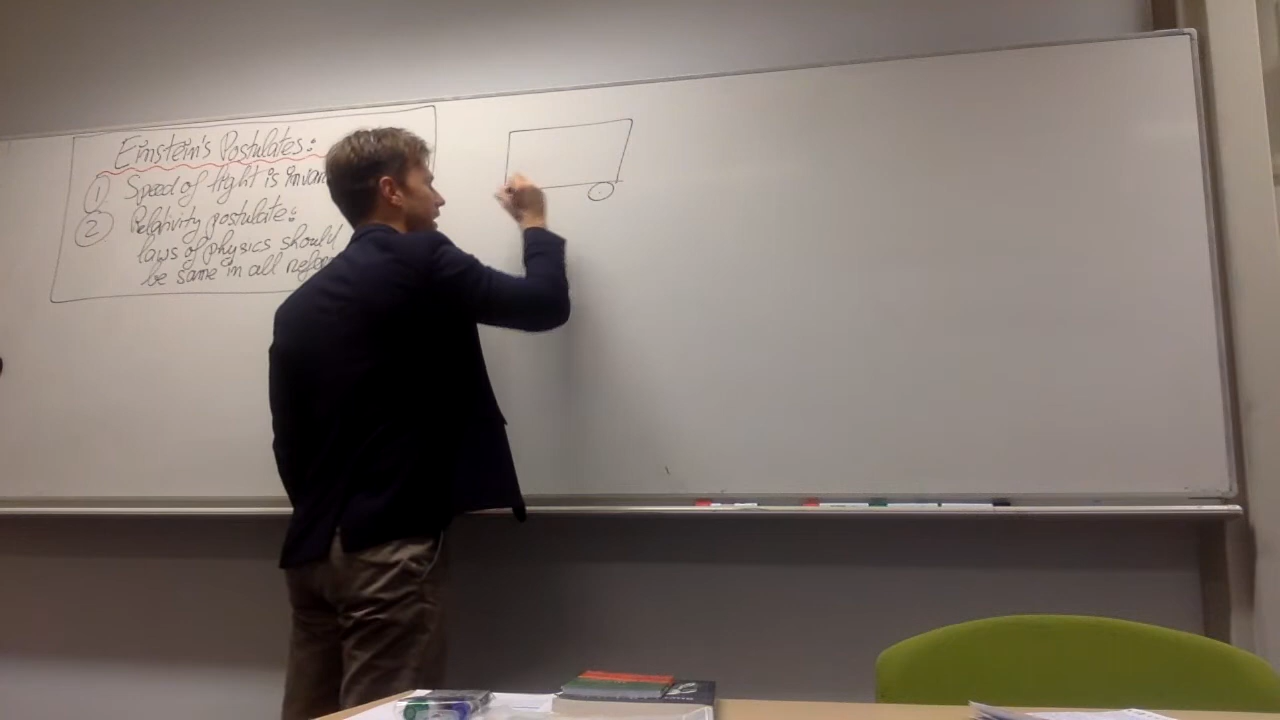 Einstein's Postulates:
1 Speed of light is invar
2 Relativity postulate:
laws of physics should
be same in all refer